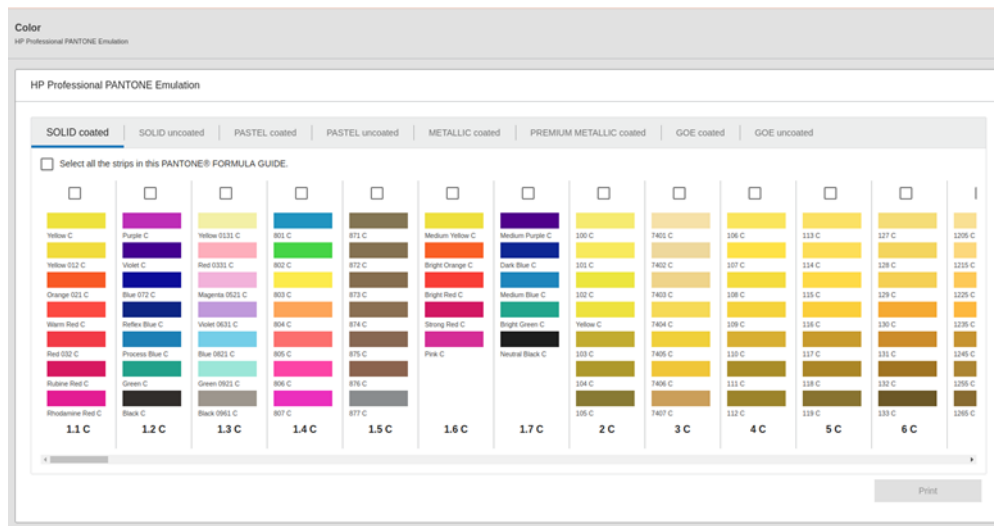 Color
HP Professional PANTONE Emulation
HP Professional PANTONE Emulation
SOLID coated SOLID uncoated PASTEL coated PASTEL uncoated METALLIC coated PREMIUM METALLIC coated GOE coated GOE uncoated
Select all the strips in this PANTONE® FORMULA GUIDE.
Yellow C Purple C Yellow 0131 C 801 C 871 C Medium Yellow C Medium Purple C 100 C 7401 C 106 C 113 C 127 C 1205 C
Yellow 012 C Violet C Red 0331 C 802 C 872 C Bright Orange C Dark Blue C 101 C 7402 C 107 C 114 C 128 C 1215 C
Orange 021 C Blue 072 C Magenta 0521 C 803 C 873 C Bright Red C Medium Blue C 102 C 7403 C 108 C 115 C 129 C 1225 C
Warm Red C Reflex Blue C Violet 0631 C 804 C 874 C Strong Red C Bright Green C Yellow C 7404 C 109 C 116 C 130 C 1235 C
Red 032 C Process Blue C Blue 0821 C 805 C 875 C Pink C Neutral Black C 103 C 7405 C 110 C 117 C 131 C 1245 C
Rubine Red C Green C Green 0921 C 806 C 876 C 104 C 7406 C 111 C 118 C 132 C 1255 C
Rhodamine Red C Black C Black 0961 C 807 C 877 C 105 C 7407 C 112 C 119 C 133 C 1265 C
1.1 C 1.2 C 1.3 C 1.4 C 1.5 C 1.6 C 1.7 C 2 C 3 C 4 C 5 C 6 C
Print